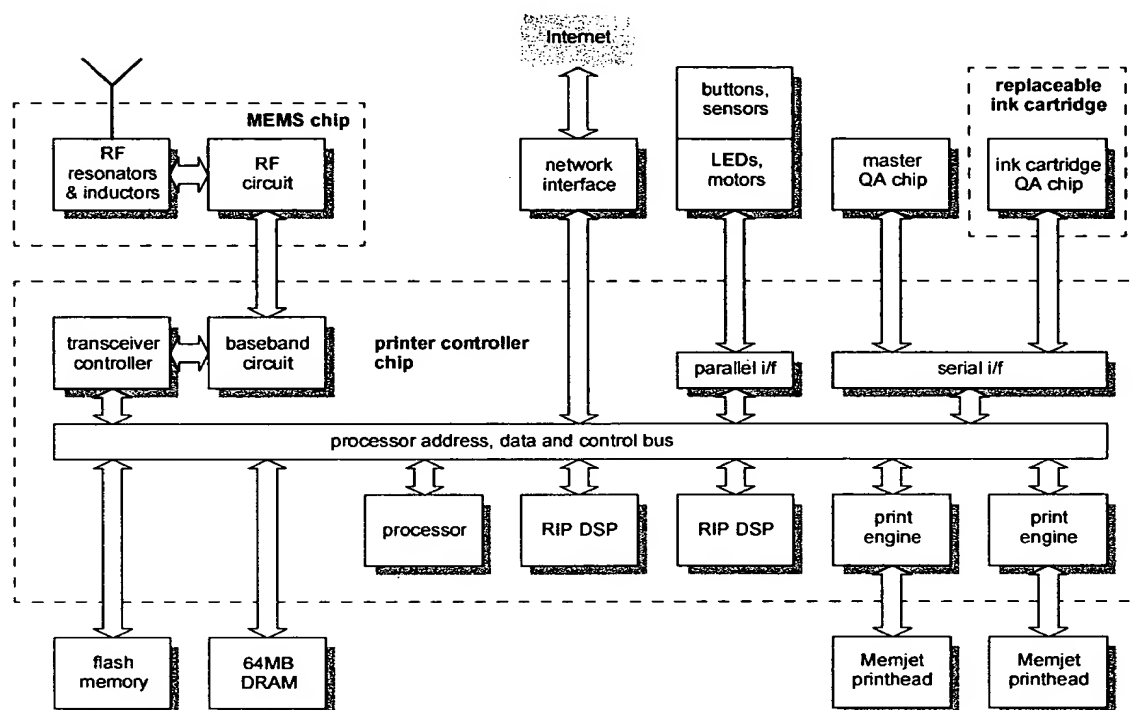 Internet
buttons,
sensors
replaceable
ink cartridge
MEMS chip
RF
resonators
& inductors
RF
circuit
network
interface
LEDs,
motors
master
QA chip
ink cartridge
QA chip
transceiver
controller
baseband
circuit
printer controller
chip
parallel i/f
serial i/f
processor address, data and control bus
processor
RIP DSP
RIP DSP
print
engine
print
engine
flash
memory
64MB
DRAM
Memjet
printhead
Memjet
printhead